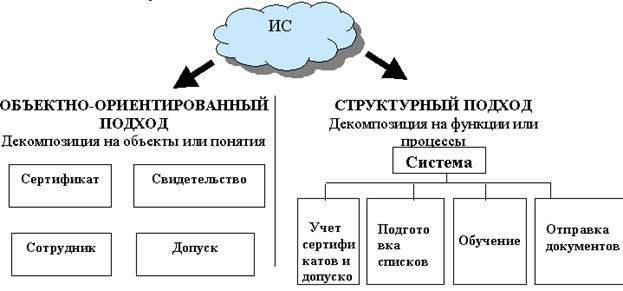 ИС
ОБЪЕКТНО-ОРИЕНТИРОВАННЫЙ
ПОДХОД
Декомпозиция на объекты или понятия
Сертификат
Свидетельство
Сотрудник
Допуск
СТРУКТУРНЫЙ ПОДХОД
Декомпозиция на функции или
процессы
Система
Учет
сертифи
катов и
допуско
Подгото
вка
списков
Обучение
Отправка
документов